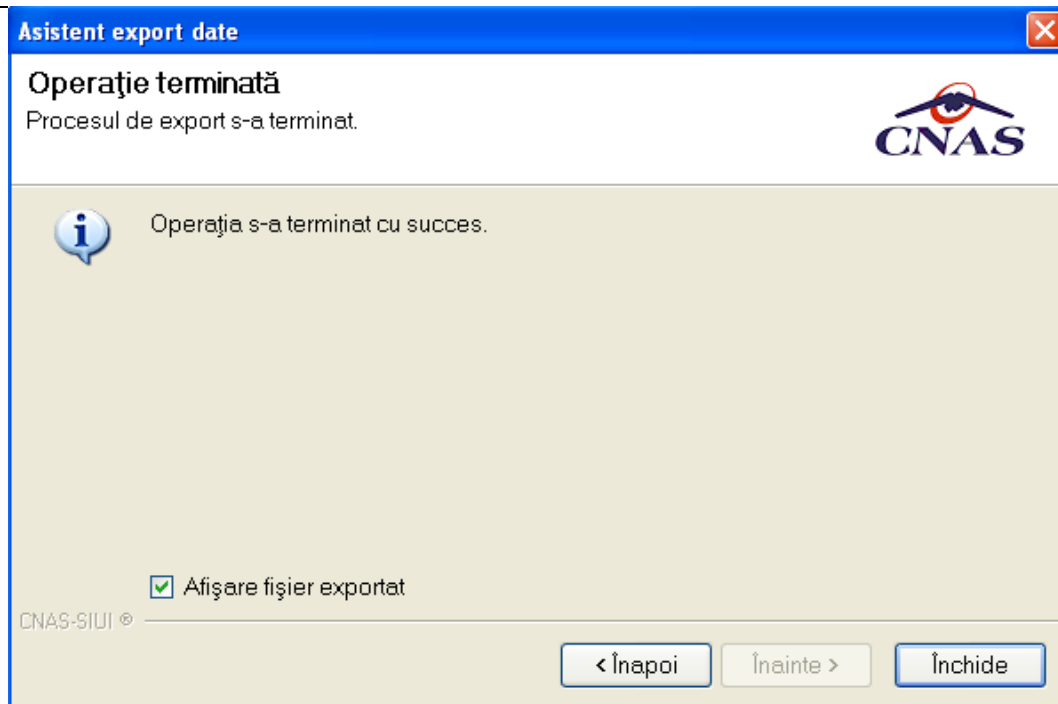 Asistent export date
Operaţie terminată
Procesul de export s-a terminat.
CNAS
Operaţia s-a terminat cu succes.
Afişare fişier exportat
CNAS-SIUI ®
< Înapoi
Înainte >
Închide